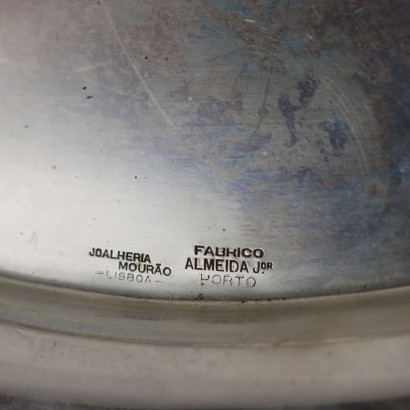 JOALHERIA
MOURÃO
-LISBOA-
FABRICO
ALMEIDA JOR
PORTO